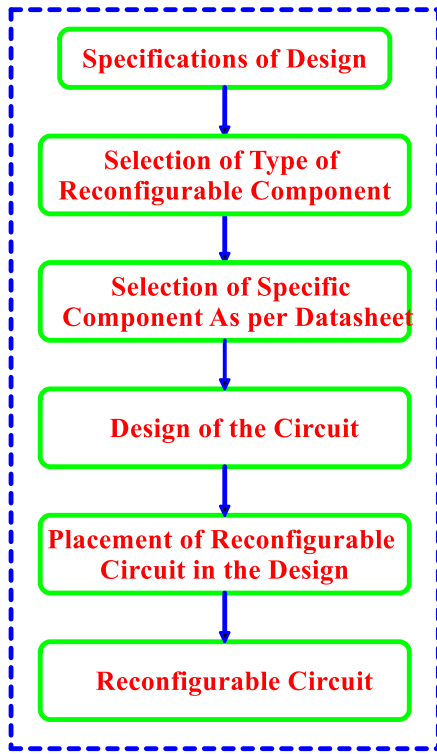 Specifications of Design
Selection of Type of
Reconfigurable Component
Selection of Specific
Component As per Datasheet
Design of the Circuit
Placement of Reconfigurable
Circuit in the Design
Reconfigurable Circuit